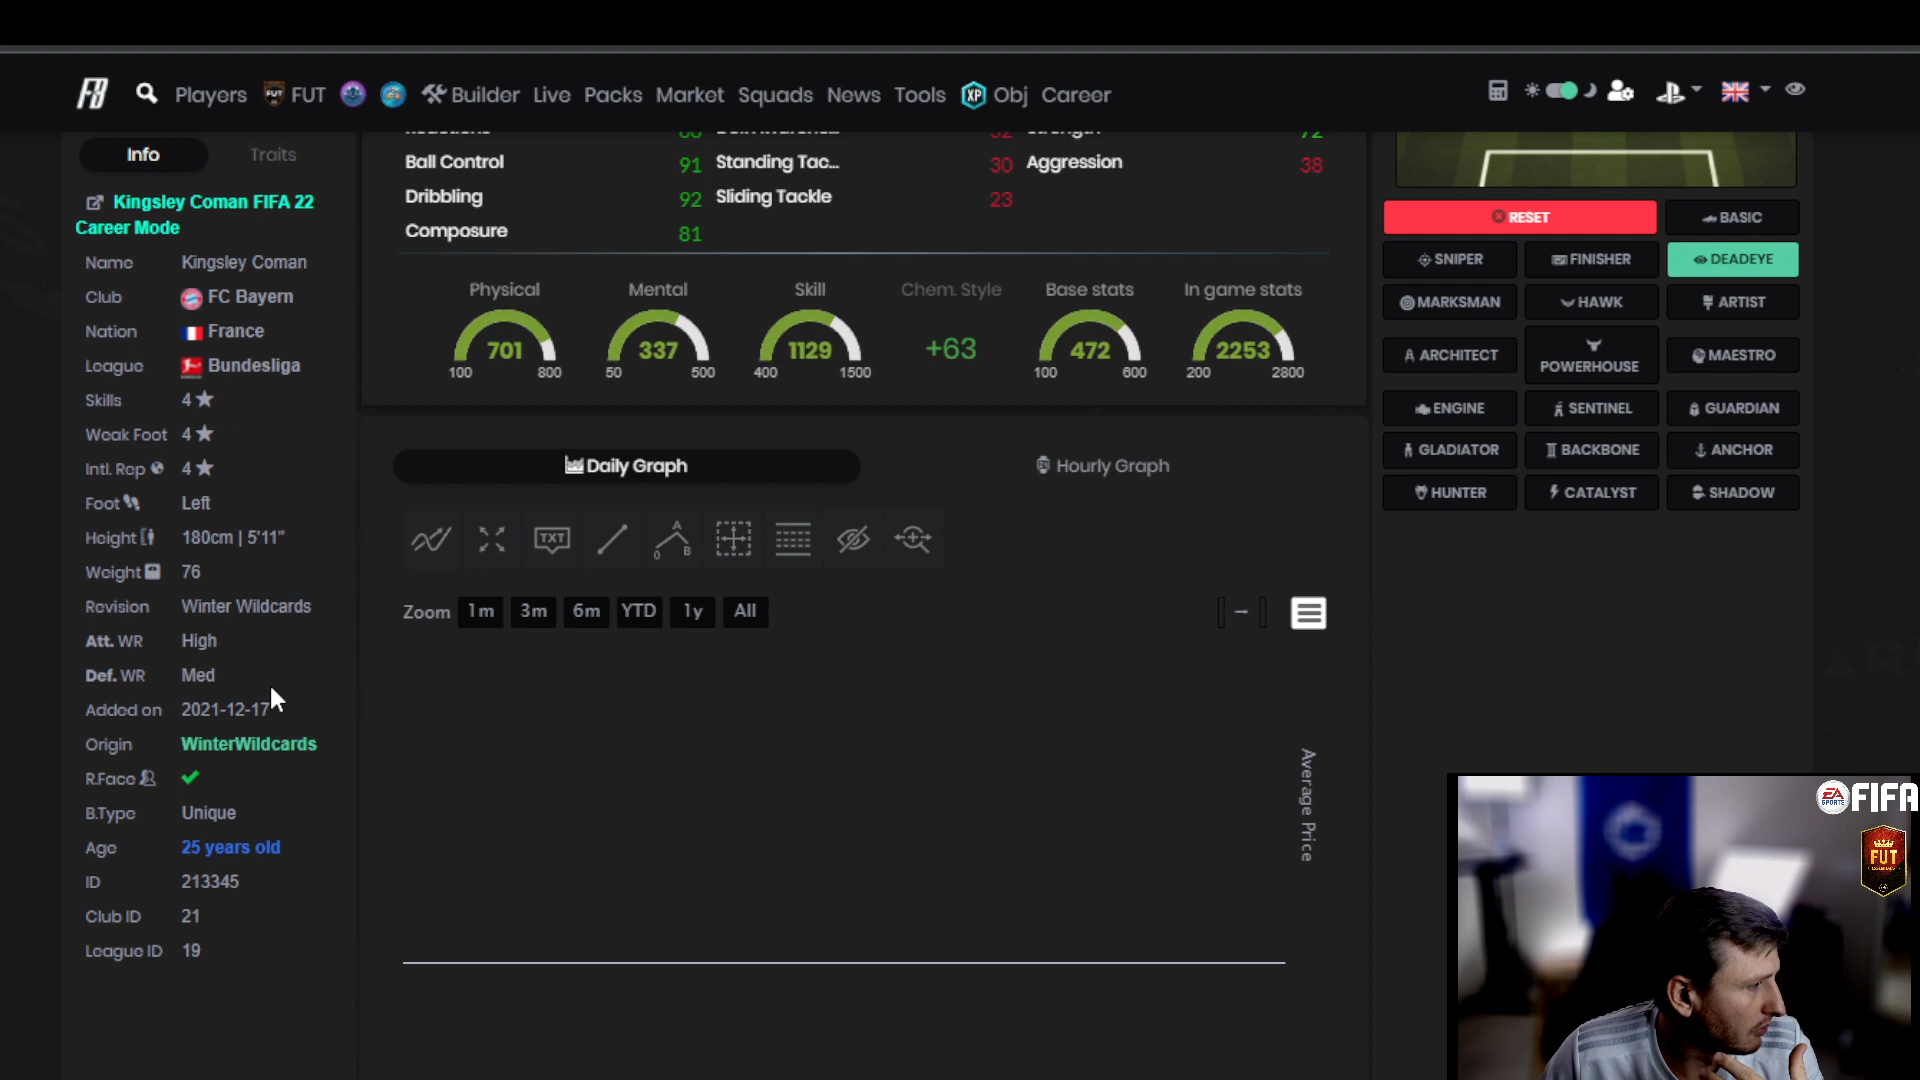 Players FUT Builder Live Packs Market Squads News Tools XP Obj Career
Info Traits
Kingsley Coman FIFA 22
Career Mode
Name Kingsley Coman
Club FC Bayern
Nation France
League Bundesliga
Skills 4
Weak Foot 4
Intl. Rep 4
Foot Left
Height 180cm | 5'11"
Weight 76
Revision Winter Wildcards
Att. WR High
Def. WR Med
Added on 2021-12-17
Origin WinterWildcards
R.Face
B.Type Unique
Age 25 years old
ID 213345
Club ID 21
League ID 19
Ball Control 91 Standing Tac... 30 Aggression 38
Dribbling 92 Sliding Tackle 23
Composure 81
Physical Mental Skill Chem. Style Base stats In game stats
701 337 1129 +63 472 2253
100 800 50 500 400 1500 100 600 200 2800
Daily Graph Hourly Graph
TXT
A
0 B
Zoom 1m 3m 6m YTD 1y All →
Average Price
RESET BASIC
SNIPER FINISHER DEADEYE
MARKSMAN HAWK ARTIST
ARCHITECT POWERHOUSE MAESTRO
ENGINE SENTINEL GUARDIAN
GLADIATOR BACKBONE ANCHOR
HUNTER CATALYST SHADOW
EA SPORTS FIFA
FUT